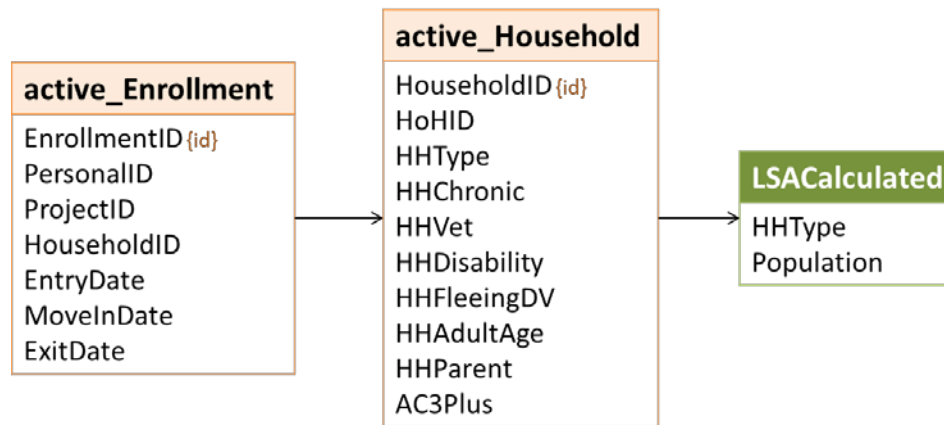 active_Enrollment
EnrollmentID {id}
PersonalID
ProjectID
HouseholdID
EntryDate
MoveInDate
ExitDate
active_Household
HouseholdID {id}
HoHID
HHType
HHChronic
HHVet
HHDisability
HHFleeingDV
HHAdultAge
HHParent
AC3Plus
LSACalculated
HHType
Population